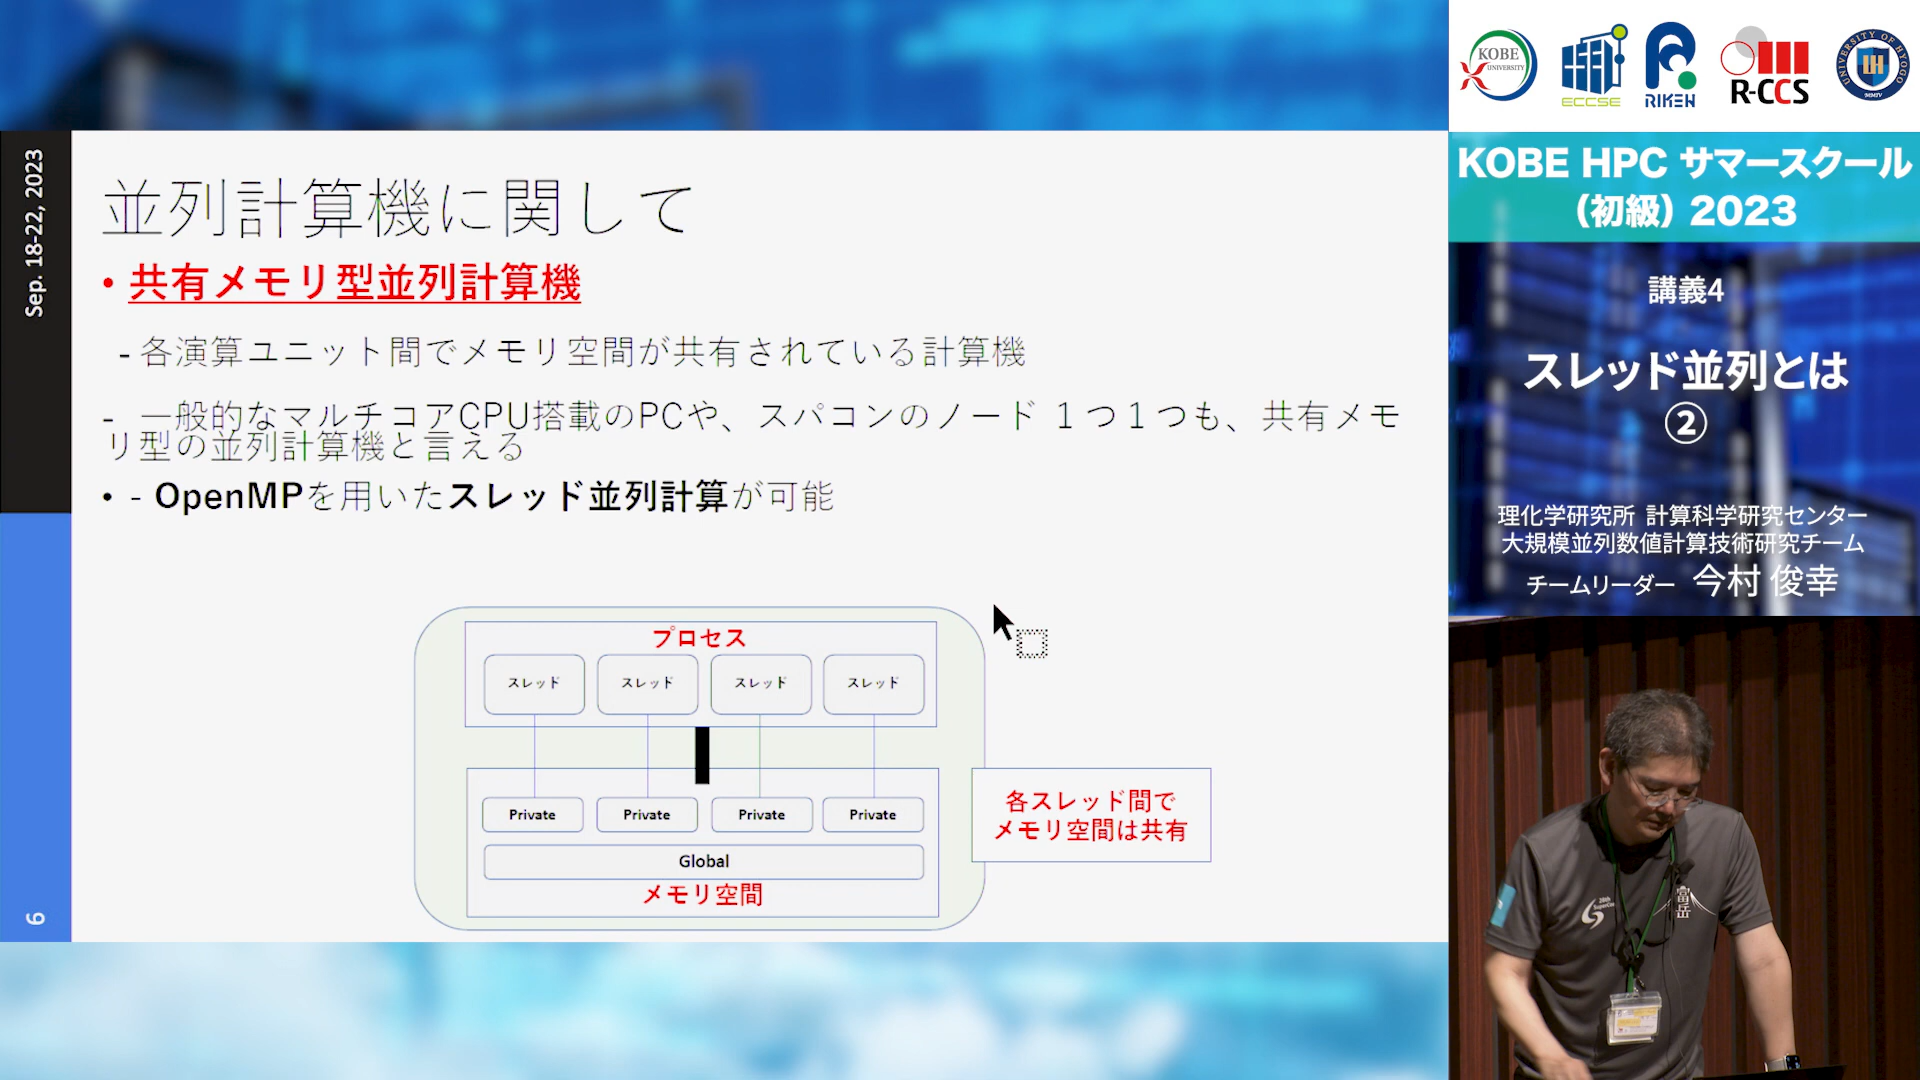 Sep. 18-22, 2023
6
並列計算機に関して
• 共有メモリ型並列計算機
- 各演算ユニット間でメモリ空間が共有されている計算機
- 一般的なマルチコアCPU搭載のPCや、スパコンのノード１つ１つも、共有メモ
リ型の並列計算機と言える
• - OpenMPを用いたスレッド並列計算が可能
プロセス
スレッド スレッド スレッド スレッド
Private Private Private Private
Global
メモリ空間
各スレッド間で
メモリ空間は共有
KOBE UNIVERSITY
ECCSE
RIKEN
R-CCS
UNIVERSITY OF HYOGO
KOBE HPC サマースクール
（初級）2023
講義4
スレッド並列とは
②
理化学研究所 計算科学研究センター
大規模並列数値計算技術研究チーム
チームリーダー 今村 俊幸
富岳